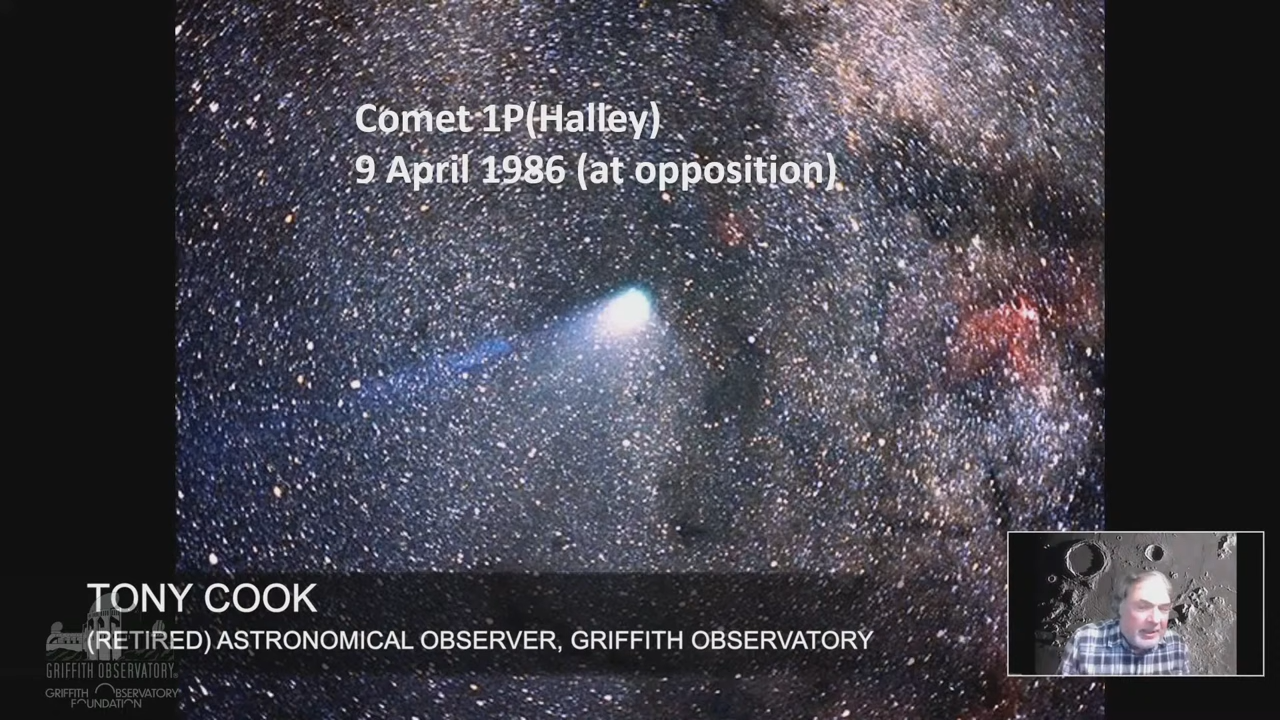 Comet 1P(Halley)
9 April 1986 (at opposition)
TONY COOK
(RETIRED) ASTRONOMICAL OBSERVER, GRIFFITH OBSERVATORY
GRIFFITH OBSERVATORY
GRIFFITH OBSERVATORY
FOUNDATION